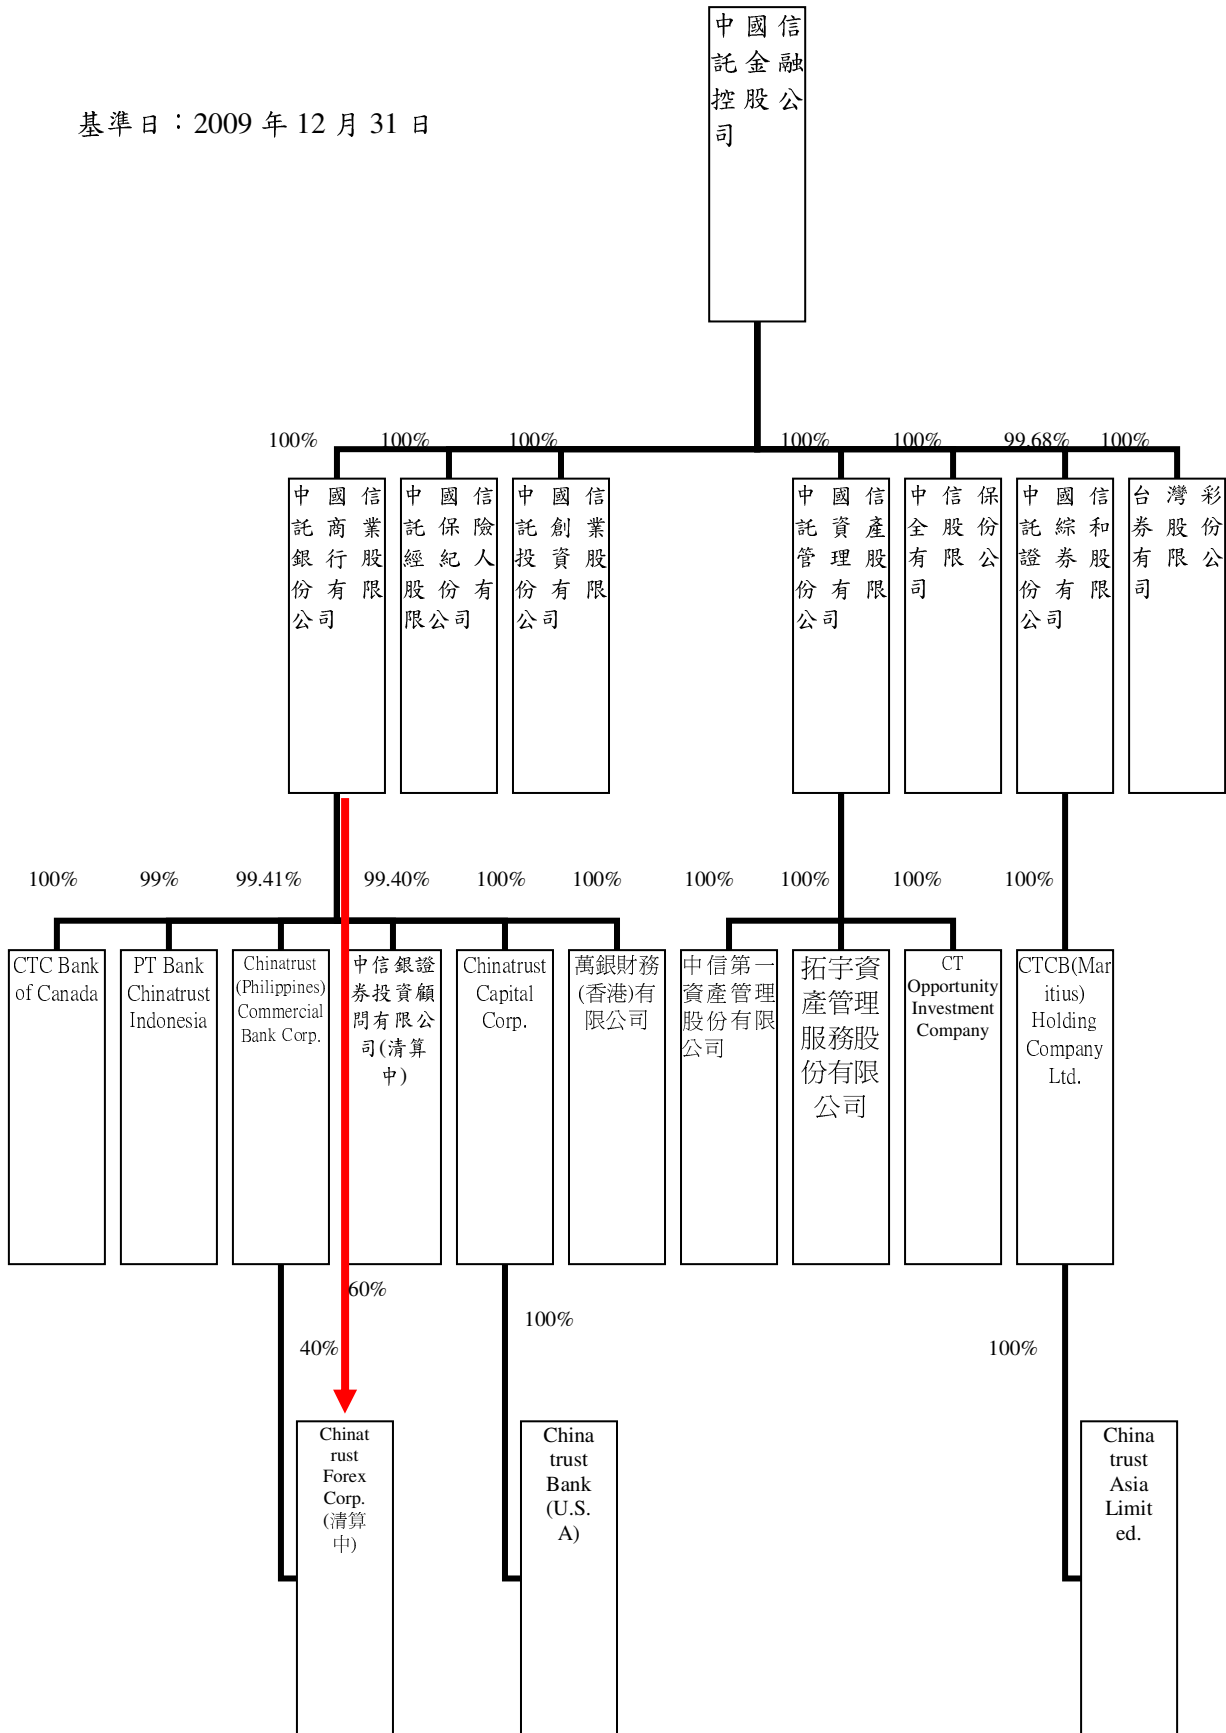 中國信
託金融
控股公
司
基準日：2009 年 12 月 31 日
100%
100%
100%
100%
100%
99.68%
100%
中國信
託商業
銀行股
份有限
公司
中國信
託保險
經紀人
股份有
限公司
中國信
託創業
投資股
份有限
公司
中國信
託資產
管理股
份有限
公司
中信保
全股份
有限公
司
中國信
託綜和
證券股
份有限
公司
台灣彩
券股份
有限公
司
100%
99%
99.41%
99.40%
100%
100%
100%
100%
100%
100%
CTC Bank
of Canada
PT Bank
Chinatrust
Indonesia
Chinatrust
(Philippines)
Commercial
Bank Corp.
中信銀證
券投資顧
問有限公
司(清算
中)
Chinatrust
Capital
Corp.
萬銀財務
(香港)有
限公司
中信第一
資產管理
股份有限
公司
拓宇資
產管理
服務股
份有限
公司
CT
Opportunity
Investment
Company
CTCB(Mar
itius)
Holding
Company
Ltd.
60%
40%
100%
100%
Chinat
rust
Forex
Corp.
(清算
中)
China
trust
Bank
(U.S.
A)
China
trust
Asia
Limit
ed.